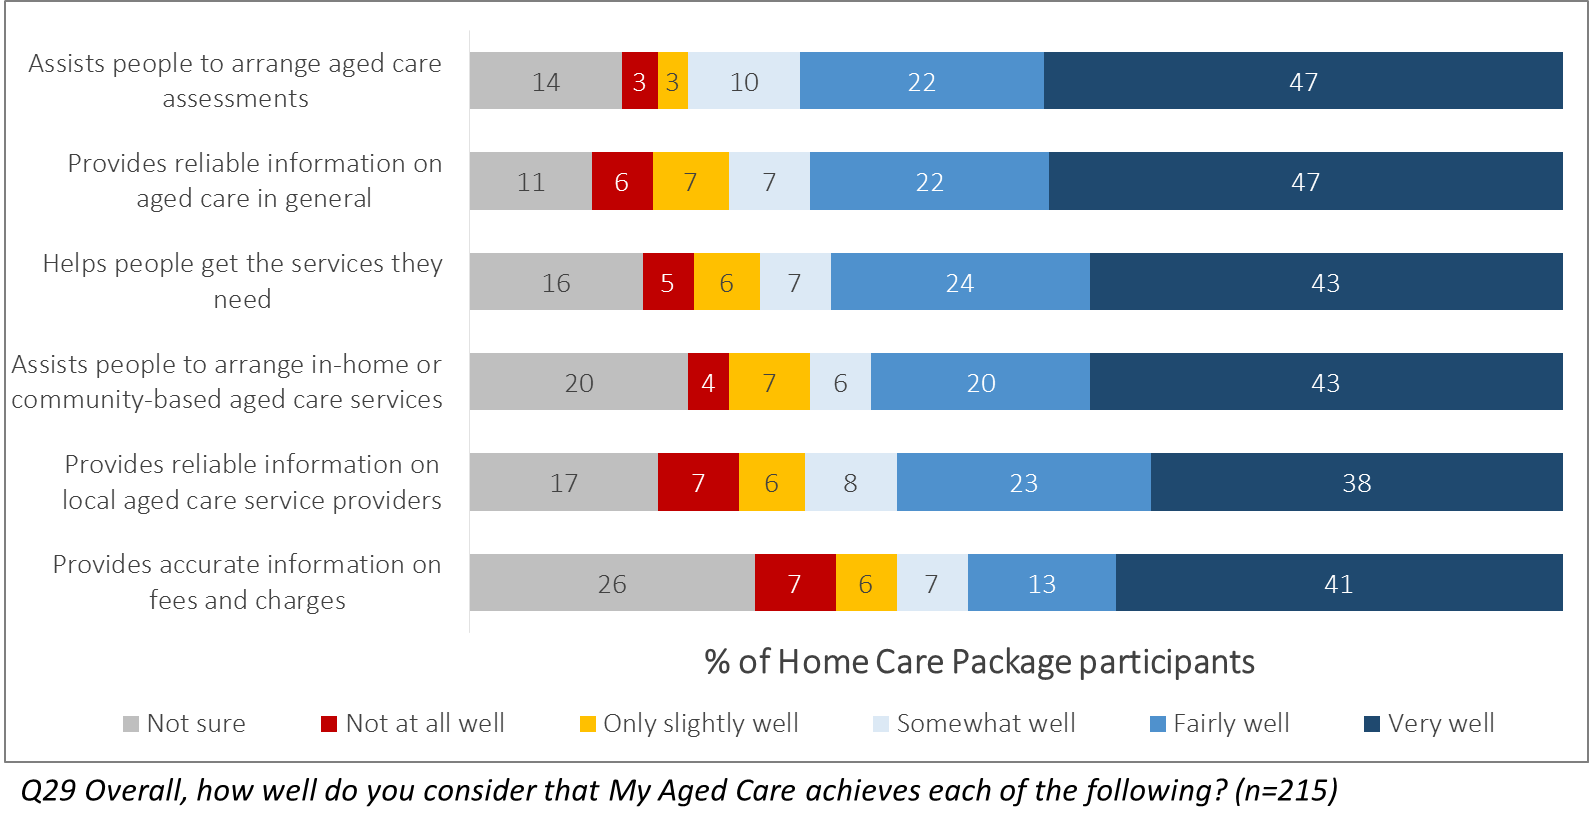 Assists people to arrange aged care
assessments
14 3 3 10 22 47
Provides reliable information on
aged care in general
11 6 7 7 22 47
Helps people get the services they
need
16 5 6 7 24 43
Assists people to arrange in-home or
community-based aged care services
20 4 7 6 20 43
Provides reliable information on
local aged care service providers
17 7 6 8 23 38
Provides accurate information on
fees and charges
26 7 6 7 13 41
% of Home Care Package participants
Not sure Not at all well Only slightly well Somewhat well Fairly well Very well
Q29 Overall, how well do you consider that My Aged Care achieves each of the following? (n=215)